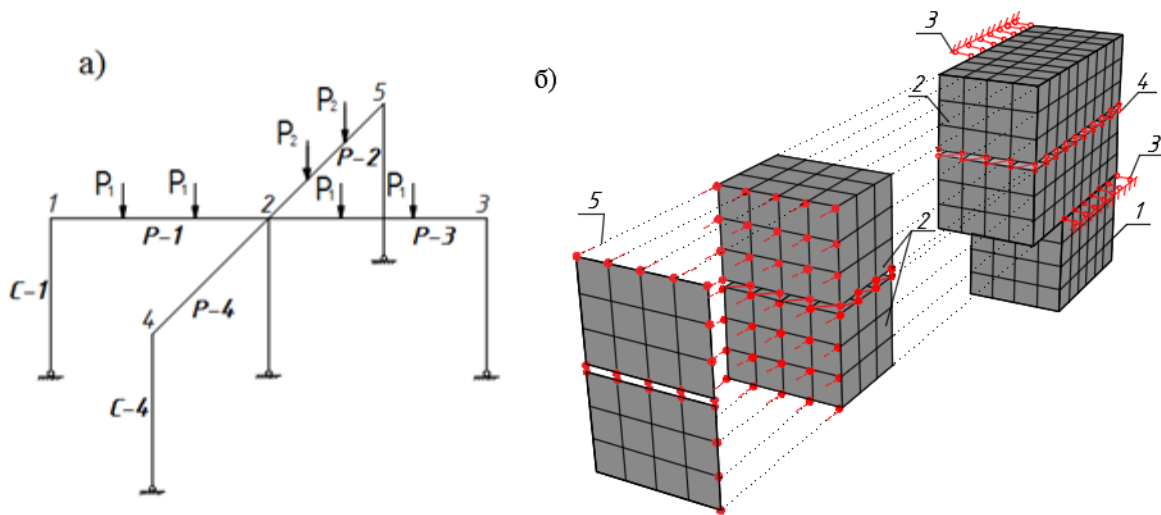 а)
P₂ 5
P₂ P-2
P₁ P₁ P₁ P₁
1 2 3
P-1 P-3
C-1
4 P-4
C-4
б)
3
2 4
3
5 1
2